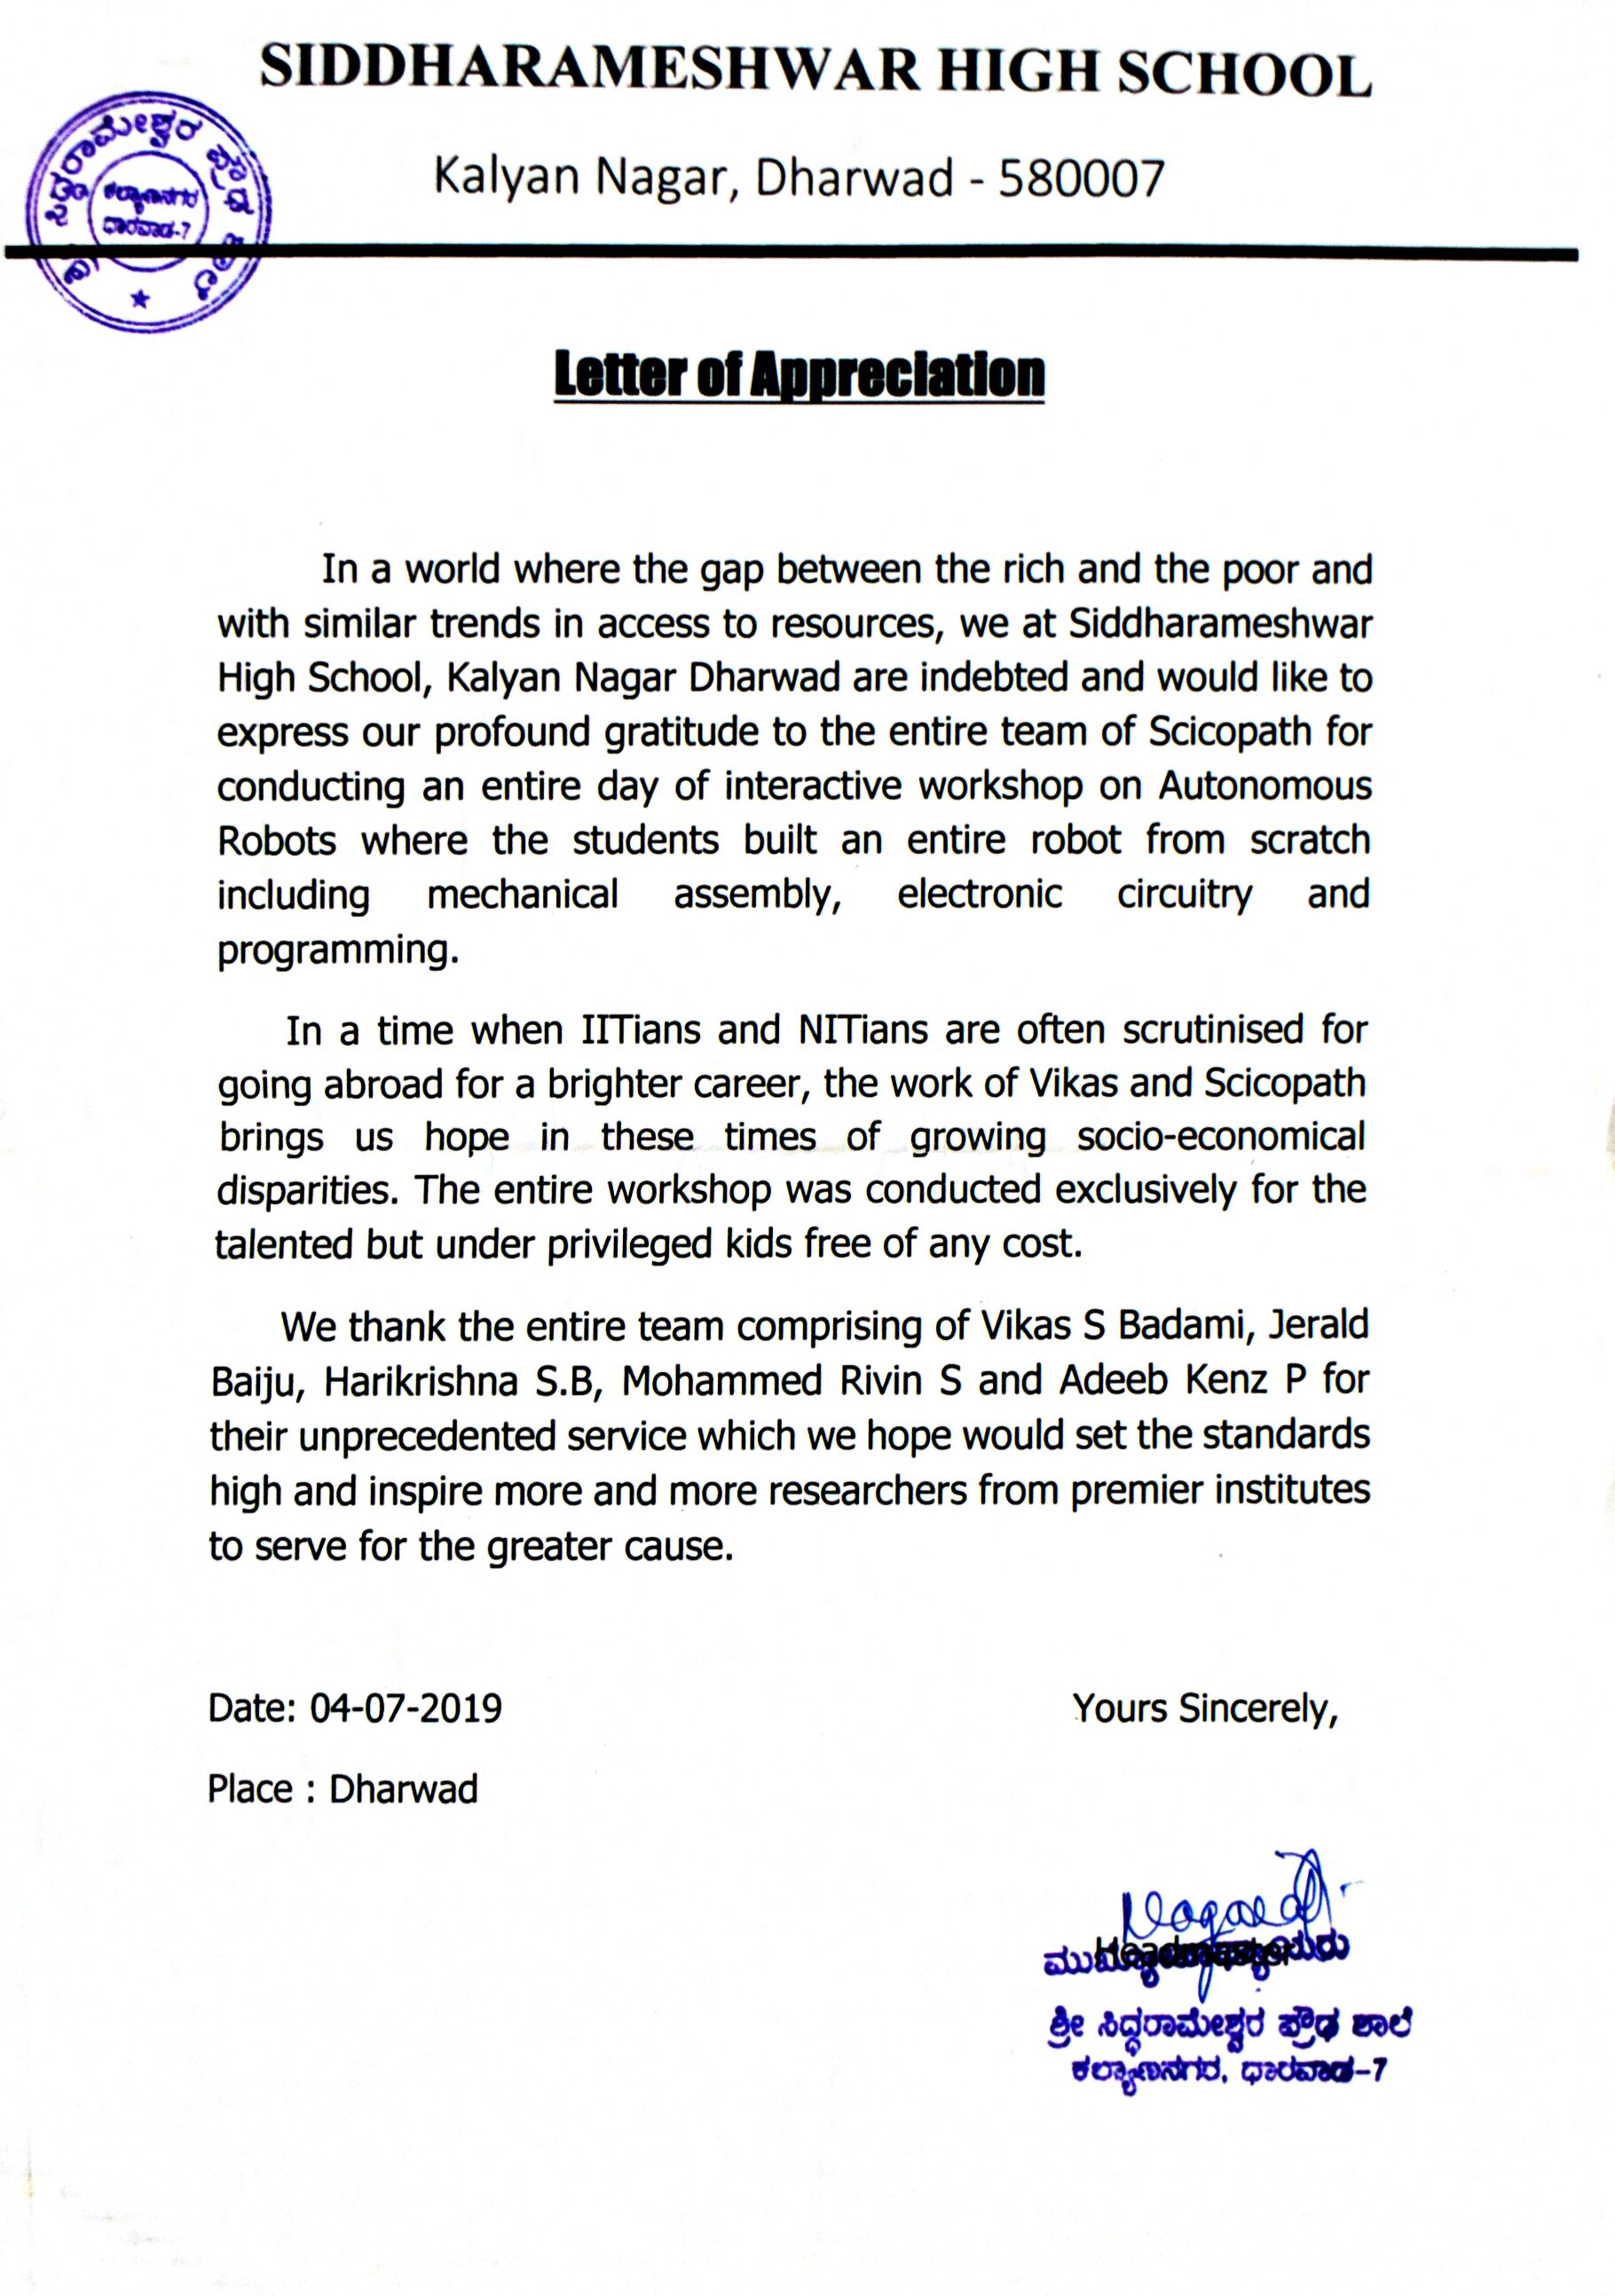 SIDDHARAMESHWAR HIGH SCHOOL
Kalyan Nagar, Dharwad - 580007
ಸಿದ್ಧರಾಮೇಶ್ವರ ಪ್ರೌಢ ಶಾಲೆ
ಕಲ್ಯಾಣನಗರ
ಧಾರವಾಡ-7
Letter of Appreciation
In a world where the gap between the rich and the poor and
with similar trends in access to resources, we at Siddharameshwar
High School, Kalyan Nagar Dharwad are indebted and would like to
express our profound gratitude to the entire team of Scicopath for
conducting an entire day of interactive workshop on Autonomous
Robots where the students built an entire robot from scratch
including mechanical assembly, electronic circuitry and
programming.
In a time when IITians and NITians are often scrutinised for
going abroad for a brighter career, the work of Vikas and Scicopath
brings us hope in these times of growing socio-economical
disparities. The entire workshop was conducted exclusively for the
talented but under privileged kids free of any cost.
We thank the entire team comprising of Vikas S Badami, Jerald
Baiju, Harikrishna S.B, Mohammed Rivin S and Adeeb Kenz P for
their unprecedented service which we hope would set the standards
high and inspire more and more researchers from premier institutes
to serve for the greater cause.
Date: 04-07-2019 Yours Sincerely,
Place : Dharwad
Headmaster
ಶ್ರೀ ಸಿದ್ಧರಾಮೇಶ್ವರ ಪ್ರೌಢ ಶಾಲೆ
ಕಲ್ಯಾಣನಗರ, ಧಾರವಾಡ-7